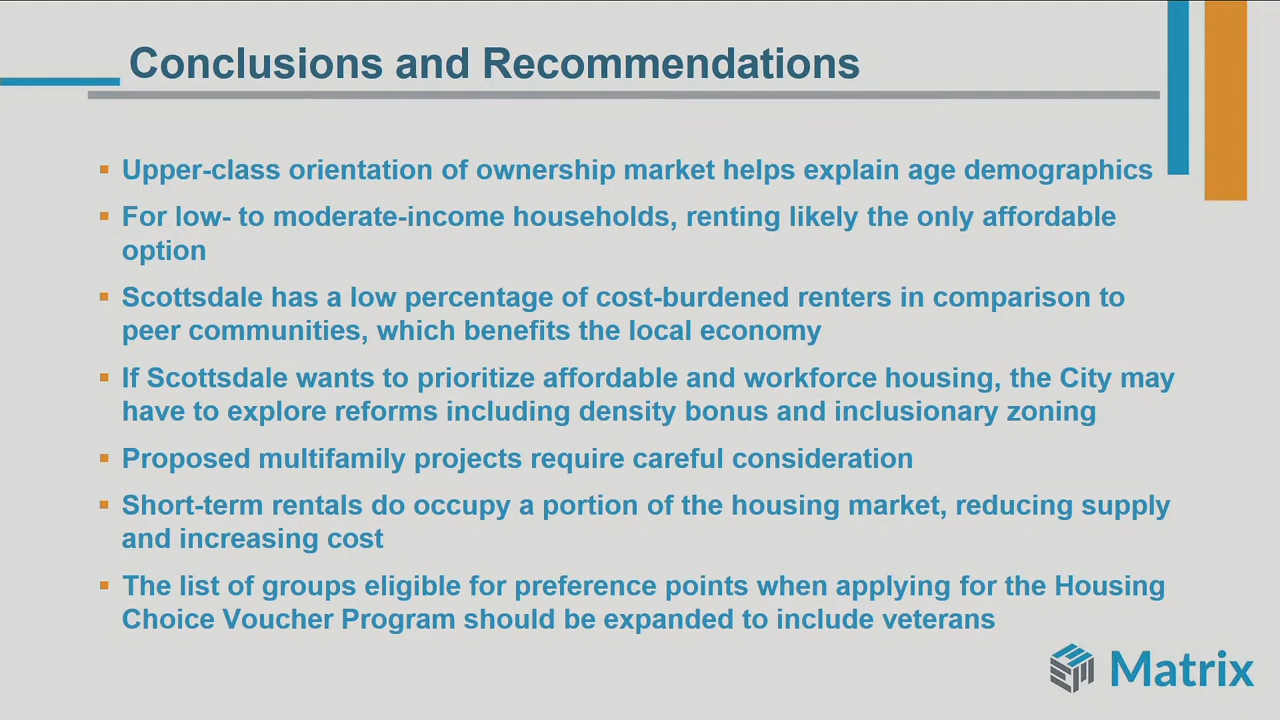 Conclusions and Recommendations
Upper-class orientation of ownership market helps explain age demographics
For low- to moderate-income households, renting likely the only affordable
option
Scottsdale has a low percentage of cost-burdened renters in comparison to
peer communities, which benefits the local economy
If Scottsdale wants to prioritize affordable and workforce housing, the City may
have to explore reforms including density bonus and inclusionary zoning
Proposed multifamily projects require careful consideration
Short-term rentals do occupy a portion of the housing market, reducing supply
and increasing cost
The list of groups eligible for preference points when applying for the Housing
Choice Voucher Program should be expanded to include veterans
Matrix